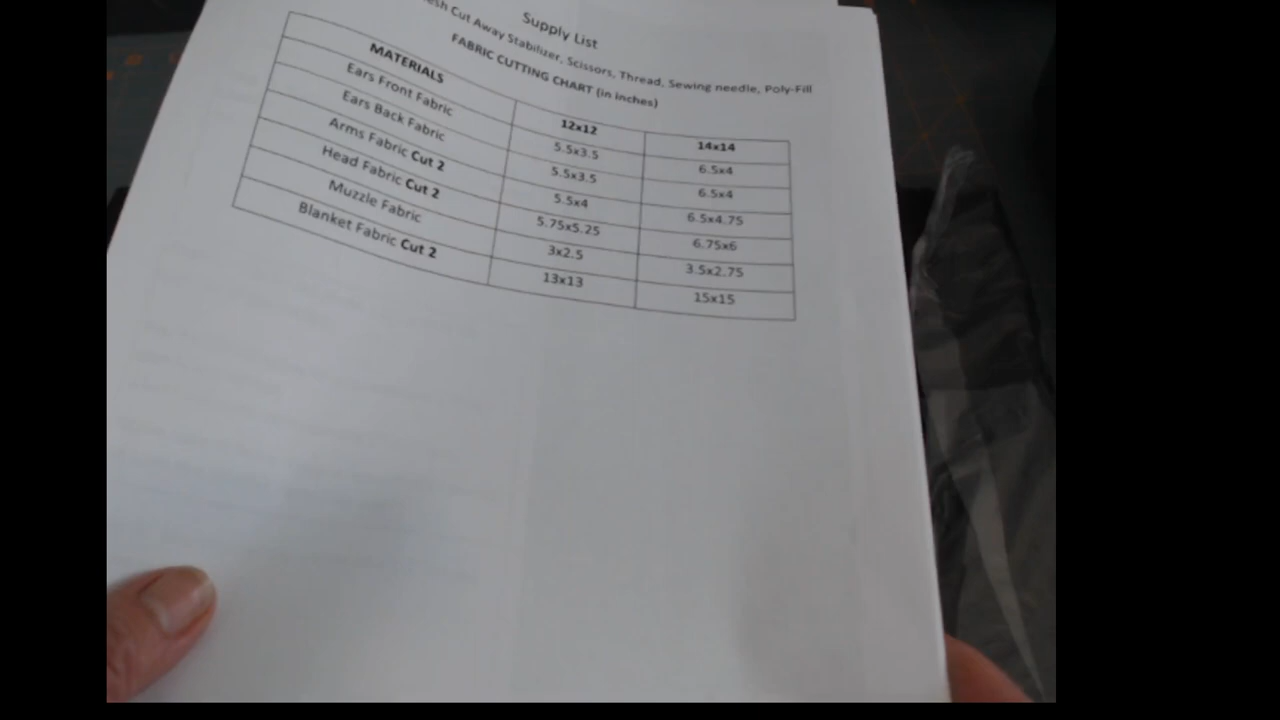 Supply List
Cut Away Stabilizer, Scissors, Thread, Sewing needle, Poly-Fill
FABRIC CUTTING CHART (in inches)
MATERIALS 12x12 14x14
Ears Front Fabric 5.5x3.5 6.5x4
Ears Back Fabric 5.5x3.5 6.5x4
Arms Fabric Cut 2 5.5x4 6.5x4.75
Head Fabric Cut 2 5.75x5.25 6.75x6
Muzzle Fabric 3x2.5 3.5x2.75
Blanket Fabric Cut 2 13x13 15x15